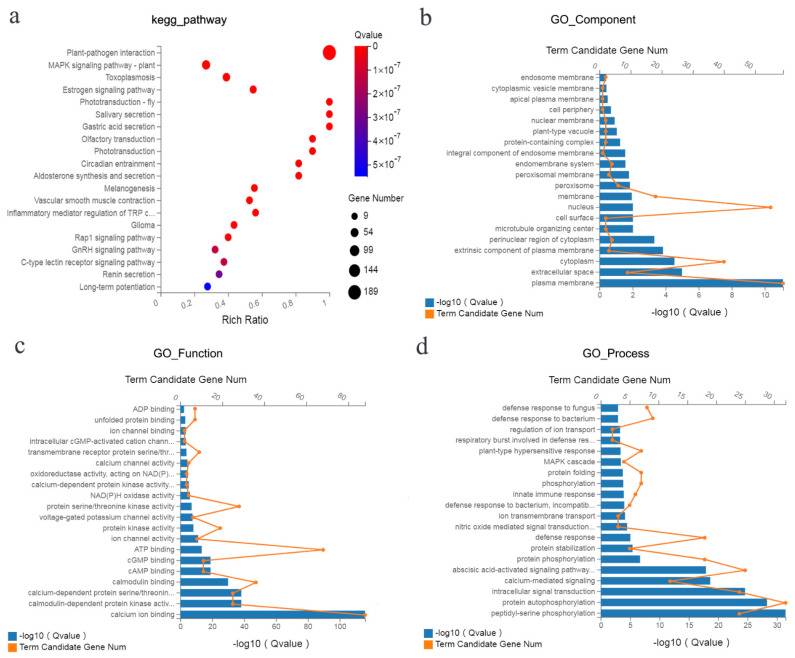 a
kegg_pathway
Plant-pathogen interaction
MAPK signaling pathway - plant
Toxoplasmosis
Estrogen signaling pathway
Phototransduction - fly
Salivary secretion
Gastric acid secretion
Olfactory transduction
Phototransduction
Circadian entrainment
Aldosterone synthesis and secretion
Melanogenesis
Vascular smooth muscle contraction
Inflammatory mediator regulation of TRP c...
Glioma
Rap1 signaling pathway
GnRH signaling pathway
C-type lectin receptor signaling pathway
Renin secretion
Long-term potentiation
0 0.2 0.4 0.6 0.8 1
Rich Ratio
Qvalue
0
1×10⁻⁷
2×10⁻⁷
3×10⁻⁷
4×10⁻⁷
5×10⁻⁷
Gene Number
9
54
99
144
189
b
GO_Component
Term Candidate Gene Num
0 10 20 30 40 50
endosome membrane
cytoplasmic vesicle membrane
apical plasma membrane
cell periphery
nuclear membrane
plant-type vacuole
protein-containing complex
integral component of endosome membrane
endomembrane system
peroxisomal membrane
peroxisome
membrane
nucleus
cell surface
microtubule organizing center
perinuclear region of cytoplasm
extrinsic component of plasma membrane
cytoplasm
extracellular space
plasma membrane
0 2 4 6 8 10
-log10（Qvalue）
-log10（Qvalue）
Term Candidate Gene Num
c
GO_Function
Term Candidate Gene Num
0 20 40 60 80
ADP binding
unfolded protein binding
ion channel binding
intracellular cGMP-activated cation chann...
transmembrane receptor protein serine/thr...
calcium channel activity
oxidoreductase activity, acting on NAD(P)...
calcium-dependent protein kinase activity
NAD(P)H oxidase activity
protein serine/threonine kinase activity
voltage-gated potassium channel activity
protein kinase activity
ion channel activity
ATP binding
cGMP binding
cAMP binding
calmodulin binding
calcium-dependent protein serine/threonin...
calmodulin-dependent protein kinase activ...
calcium ion binding
0 20 40 60 80 100
-log10（Qvalue）
-log10（Qvalue）
Term Candidate Gene Num
d
GO_Process
Term Candidate Gene Num
0 5 10 15 20 25 30
defense response to fungus
defense response to bacterium
regulation of ion transport
respiratory burst involved in defense res...
plant-type hypersensitive response
MAPK cascade
protein folding
phosphorylation
innate immune response
defense response to bacterium, incompatib...
ion transmembrane transport
nitric oxide mediated signal transduction...
defense response
protein stabilization
protein phosphorylation
abscisic acid-activated signaling pathway...
calcium-mediated signaling
intracellular signal transduction
protein autophosphorylation
peptidyl-serine phosphorylation
0 5 10 15 20 25 30
-log10（Qvalue）
-log10（Qvalue）
Term Candidate Gene Num